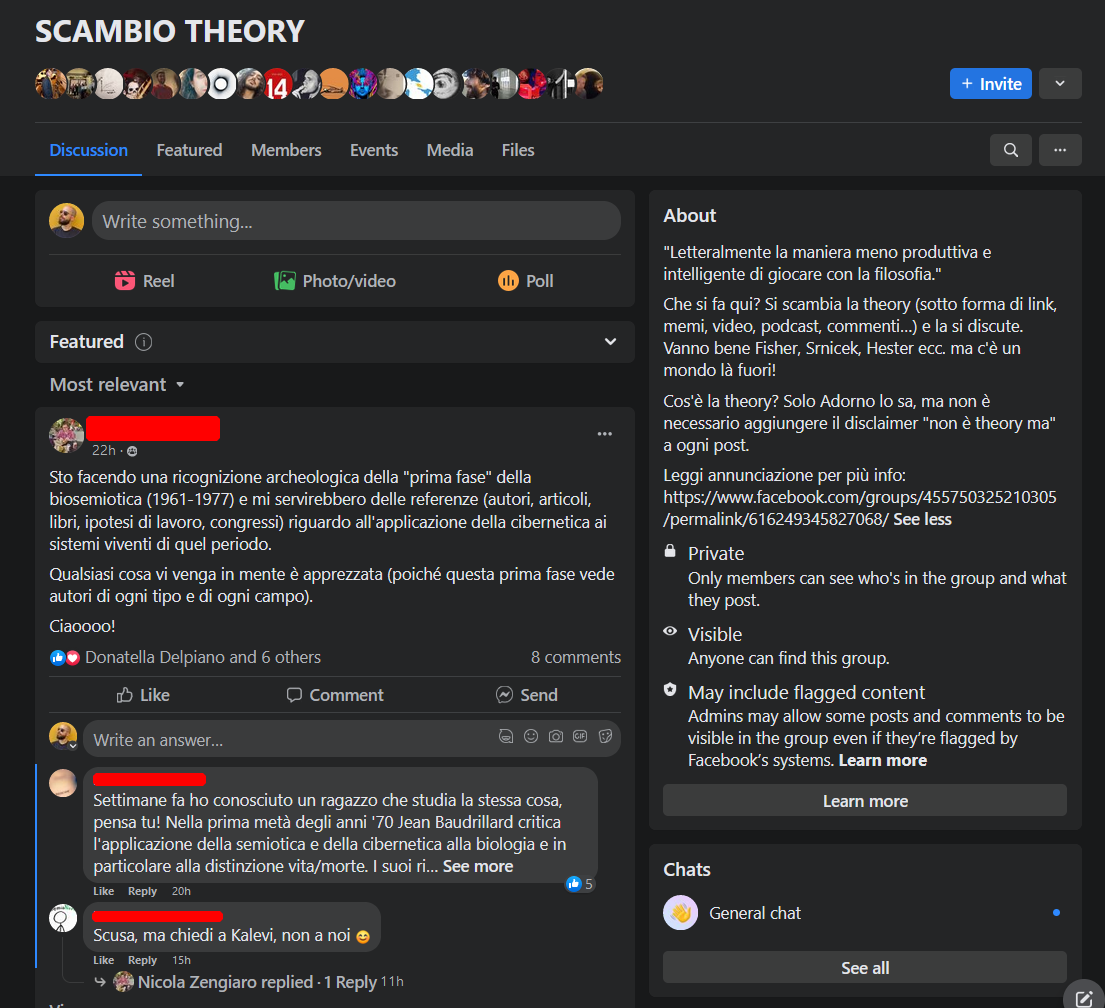 SCAMBIO THEORY
14
+ Invite
Discussion
Featured
Members
Events
Media
Files
Write something...
Reel
Photo/video
Poll
Featured
Most relevant
22h ·
Sto facendo una ricognizione archeologica della "prima fase" della
biosemiotica (1961-1977) e mi servirebbero delle referenze (autori, articoli,
libri, ipotesi di lavoro, congressi) riguardo all'applicazione della cibernetica ai
sistemi viventi di quel periodo.
Qualsiasi cosa vi venga in mente è apprezzata (poiché questa prima fase vede
autori di ogni tipo e di ogni campo).
Ciaoooo!
Donatella Delpiano and 6 others
8 comments
Like
Comment
Send
Write an answer...
GIF
Settimane fa ho conosciuto un ragazzo che studia la stessa cosa,
pensa tu! Nella prima metà degli anni '70 Jean Baudrillard critica
l'applicazione della semiotica e della cibernetica alla biologia e in
particolare alla distinzione vita/morte. I suoi ri... See more
5
Like Reply 20h
Scusa, ma chiedi a Kalevi, non a noi 😊
Like Reply 15h
Nicola Zengiaro replied · 1 Reply 11h
About
"Letteralmente la maniera meno produttiva e
intelligente di giocare con la filosofia."
Che si fa qui? Si scambia la theory (sotto forma di link,
memi, video, podcast, commenti...) e la si discute.
Vanno bene Fisher, Srnicek, Hester ecc. ma c'è un
mondo là fuori!
Cos'è la theory? Solo Adorno lo sa, ma non è
necessario aggiungere il disclaimer "non è theory ma"
a ogni post.
Leggi annunciazione per più info:
https://www.facebook.com/groups/455750325210305
/permalink/616249345827068/ See less
Private
Only members can see who's in the group and what
they post.
Visible
Anyone can find this group.
May include flagged content
Admins may allow some posts and comments to be
visible in the group even if they’re flagged by
Facebook’s systems. Learn more
Learn more
Chats
General chat
See all